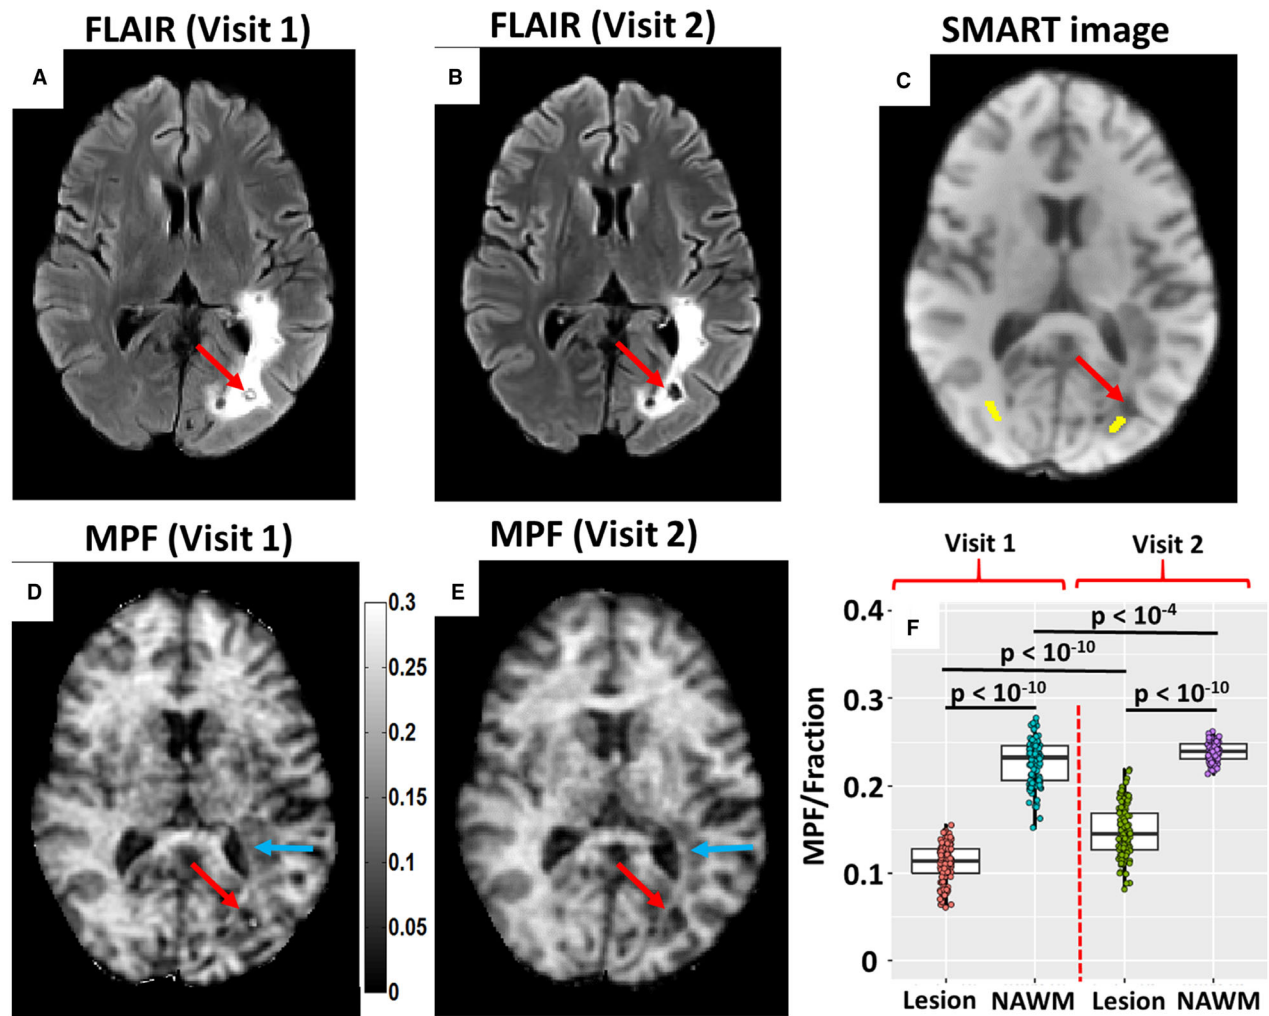 FLAIR (Visit 1)
FLAIR (Visit 2)
SMART image
A
B
C
MPF (Visit 1)
MPF (Visit 2)
D
E
0.3
0.25
0.2
0.15
0.1
0.05
0
Visit 1
Visit 2
F
MPF/Fraction
0.4
0.3
0.2
0.1
0
p < 10⁻⁴
p < 10⁻¹⁰
p < 10⁻¹⁰
p < 10⁻¹⁰
Lesion NAWM Lesion NAWM